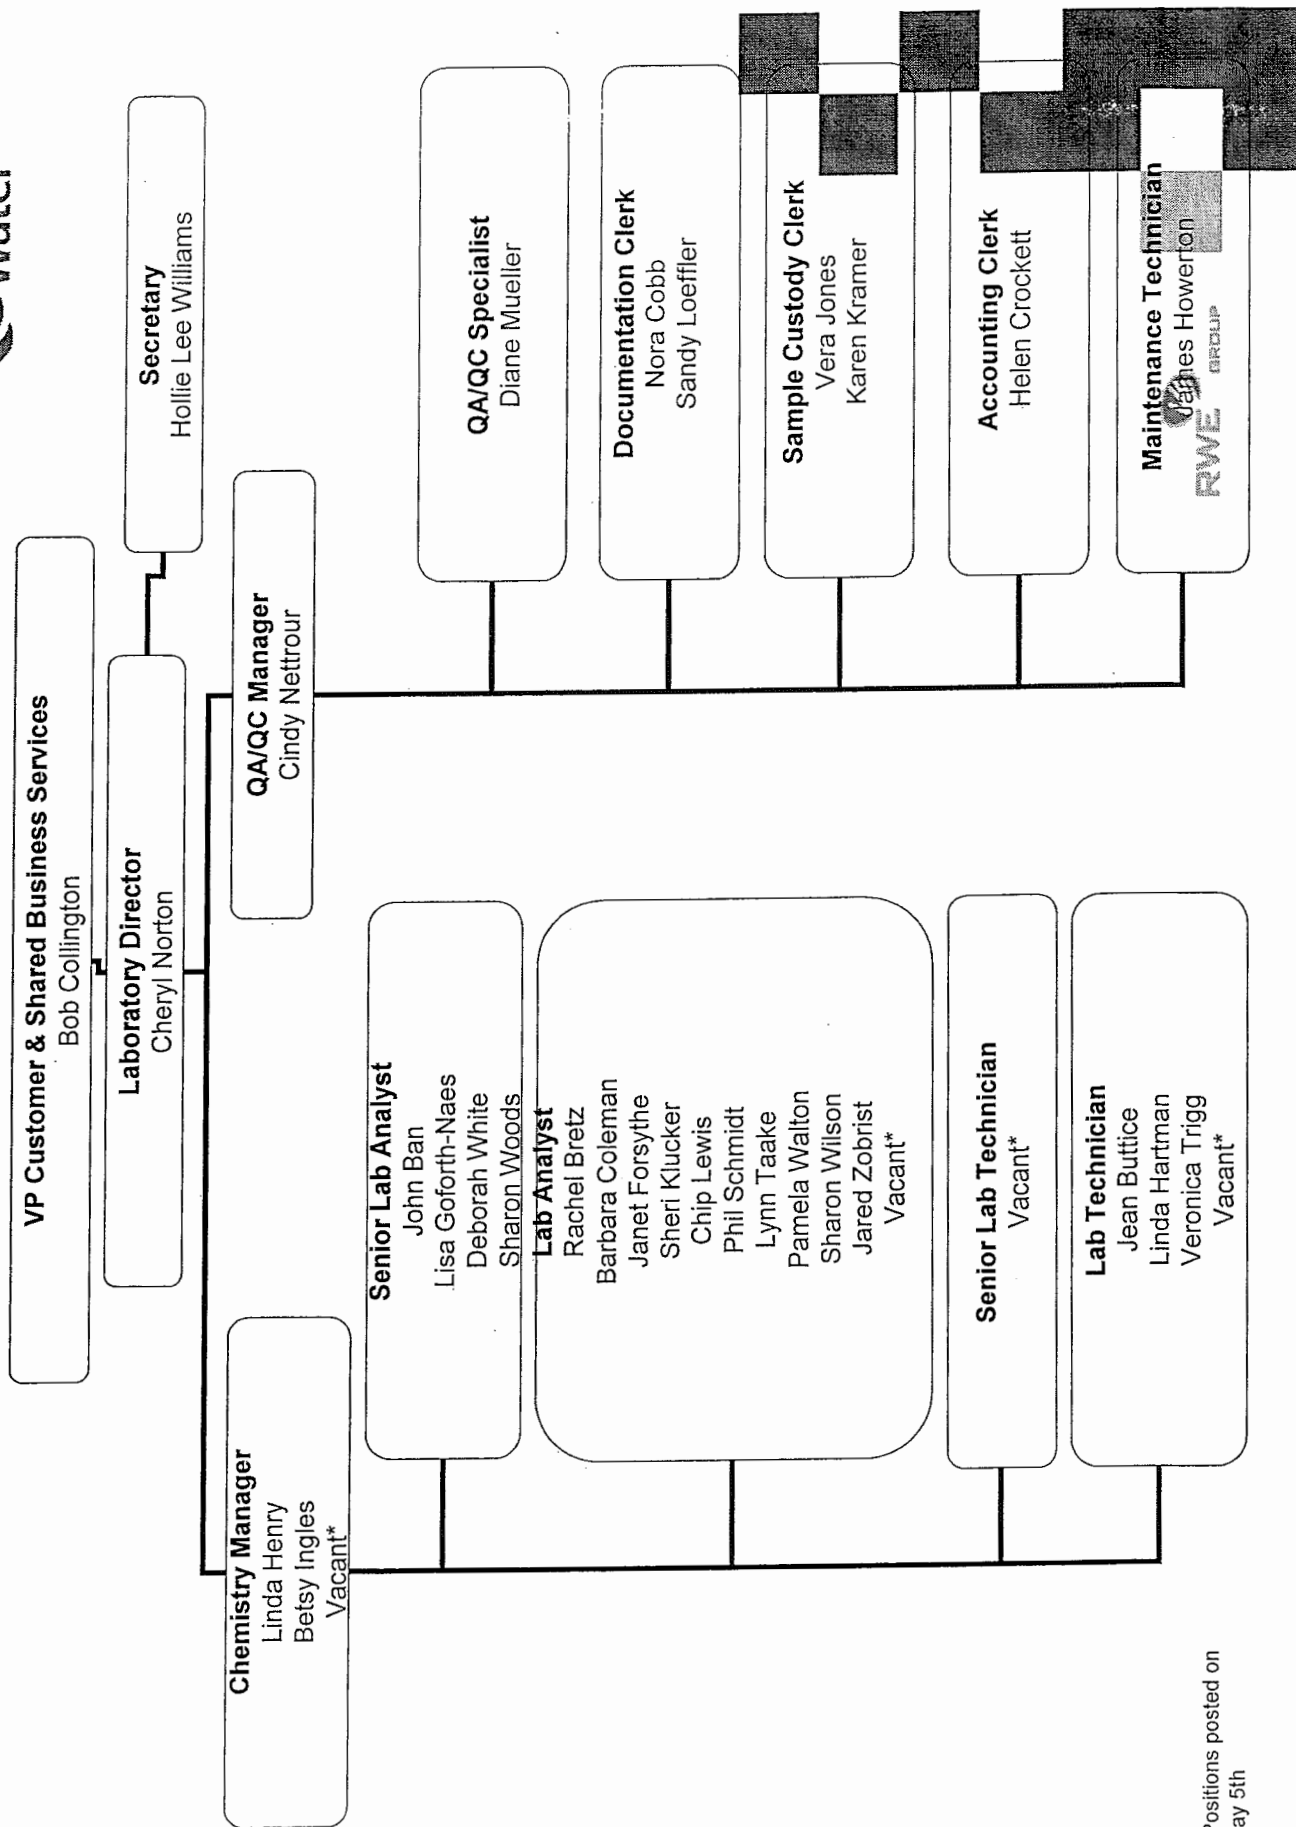 Water
VP Customer & Shared Business Services
Bob Collington
Laboratory Director
Cheryl Norton
Secretary
Hollie Lee Williams
Chemistry Manager
Linda Henry
Betsy Ingles
Vacant*
QA/QC Manager
Cindy Nettrour
Senior Lab Analyst
John Ban
Lisa Goforth-Naes
Deborah White
Sharon Woods
Lab Analyst
Rachel Bretz
Barbara Coleman
Janet Forsythe
Sheri Klucker
Chip Lewis
Phil Schmidt
Lynn Taake
Pamela Walton
Sharon Wilson
Jared Zobrist
Vacant*
Senior Lab Technician
Vacant*
Lab Technician
Jean Buttice
Linda Hartman
Veronica Trigg
Vacant*
QA/QC Specialist
Diane Mueller
Documentation Clerk
Nora Cobb
Sandy Loeffler
Sample Custody Clerk
Vera Jones
Karen Kramer
Accounting Clerk
Helen Crockett
Maintenance Technician
James Howerton
RWE GROUP
Positions posted on
ay 5th